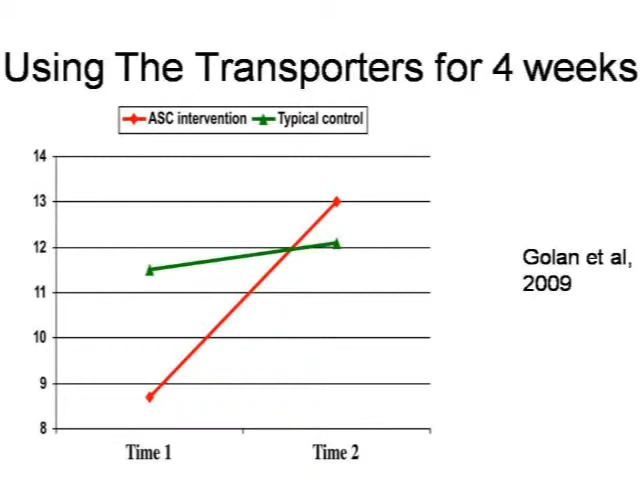 Using The Transporters for 4 weeks
ASC intervention Typical control
14
13
12
11
10
9
8
Time 1 Time 2
Golan et al,
2009